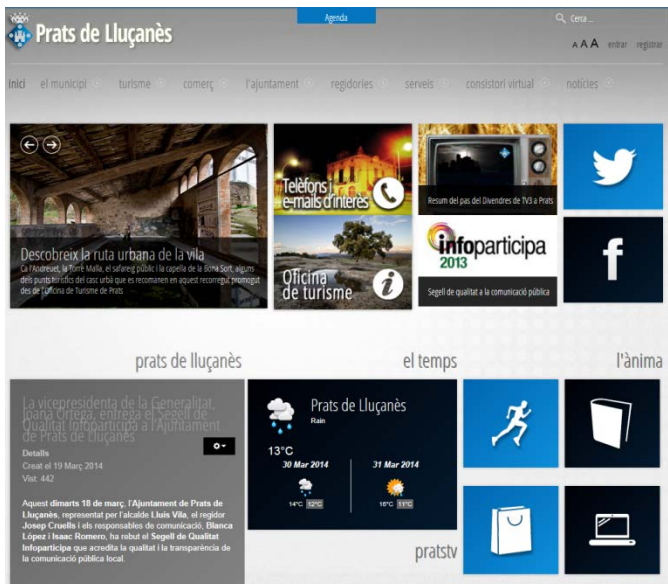 Agenda
Cerca ...
Prats de Lluçanès
A A A entrar registrar
inici el municipi turisme comerç l'ajuntament regidories serveis consistori virtual notícies
Descobreix la ruta urbana de la vila
Ca l'Andreuet, la Torre Malla, el safareig públic i la capella de la Bona Sort, alguns
dels punts turístics del casc urbà que es recomanen en aquest recorregut promogut
des de l'Oficina de Turisme de Prats
Telèfons i
e-mails d'interès
Oficina
de turisme
i
Resum del pas del Divendres de TV3 a Prats
infoparticipa
2013
Segell de qualitat a la comunicació pública
f
prats de lluçanès
el temps
l'ànima
La vicepresidenta de la Generalitat,
Joana Ortega, entrega el Segell de
Qualitat Infoparticipa a l'Ajuntament
de Prats de Lluçanès
Detalls
Creat el 19 Març 2014
Vist: 442
Aquest dimarts 18 de març, l'Ajuntament de Prats de
Lluçanès, representat per l'alcalde Lluís Vila, el regidor
Josep Cruells i els responsables de comunicació, Blanca
López i Isaac Romero, ha rebut el Segell de Qualitat
Infoparticipa que acredita la qualitat i la transparència de
la comunicació pública local.
Prats de Lluçanès
Rain
13°C
30 Mar 2014
31 Mar 2014
14°C 12°C
16°C 11°C
pratstv